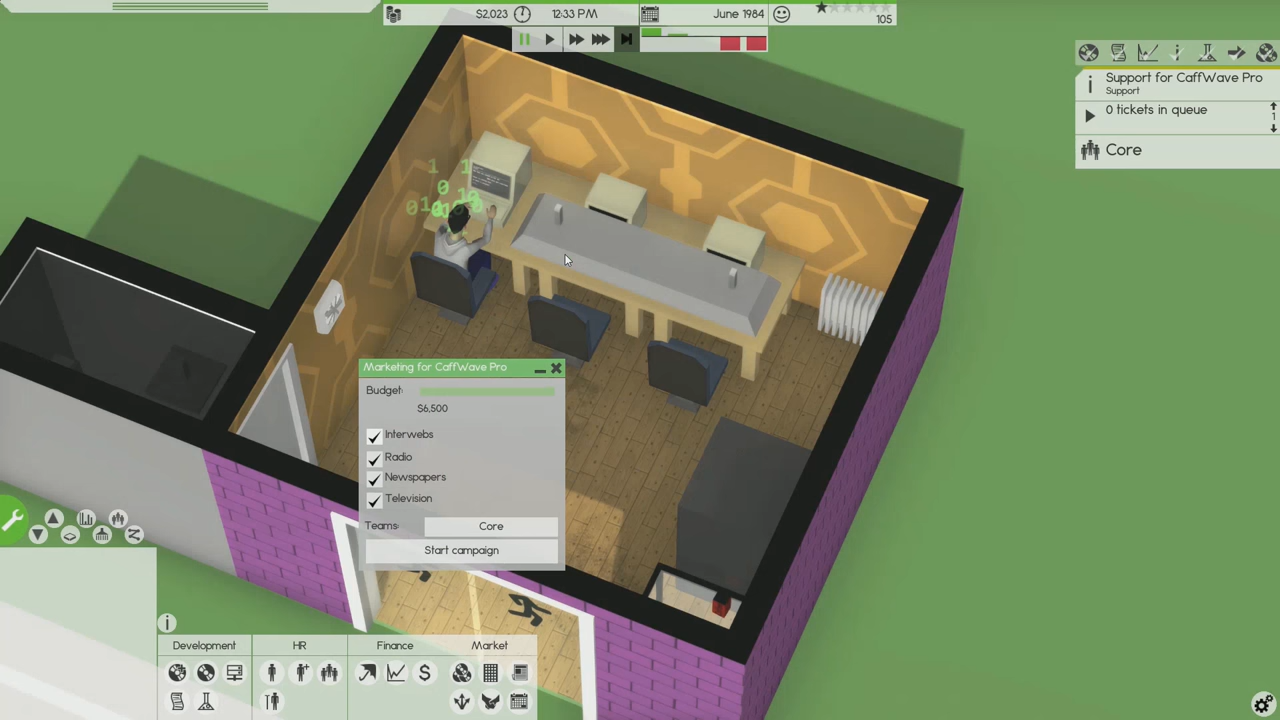 $2,023
12:33 PM
June 1984
105
Support for CaffWave Pro
Support
0 tickets in queue
1
Core
Marketing for CaffWave Pro
Budget:
$6,500
Interwebs
Radio
Newspapers
Television
Teams: Core
Start campaign
Development HR Finance Market